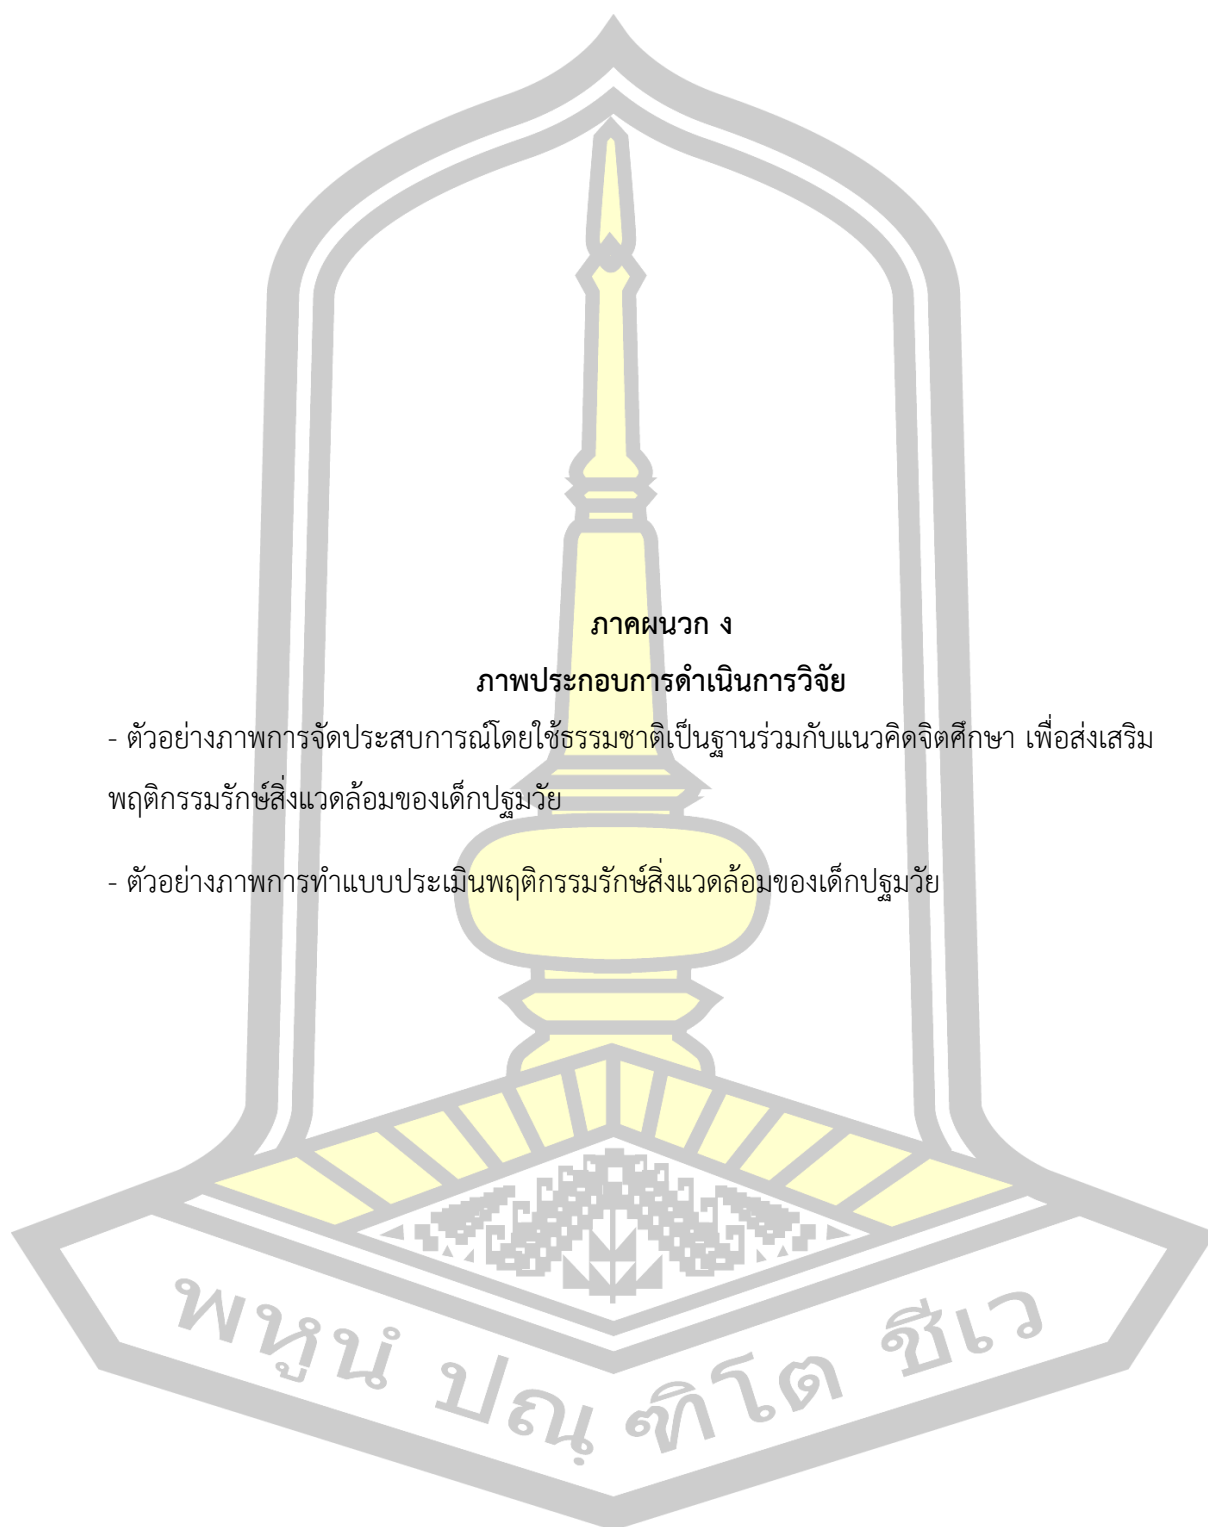 ภาคผนวก ง
ภาพประกอบการดำเนินการวิจัย
- ตัวอย่างภาพการจัดประสบการณ์โดยใช้ธรรมชาติเป็นฐานร่วมกับแนวคิดจิตศึกษา เพื่อส่งเสริม
พฤติกรรมรักษ์สิ่งแวดล้อมของเด็กปฐมวัย
- ตัวอย่างภาพการทำแบบประเมินพฤติกรรมรักษ์สิ่งแวดล้อมของเด็กปฐมวัย
พหูนํ ปณฺฑิโต ชีเว